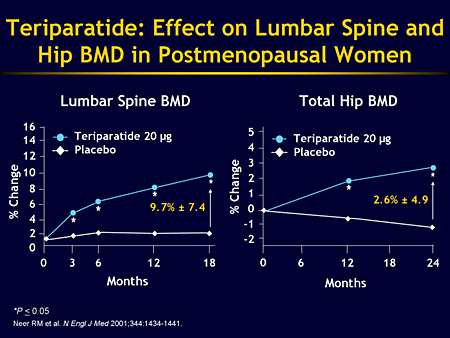 Teriparatide: Effect on Lumbar Spine and
Hip BMD in Postmenopausal Women
Lumbar Spine BMD
% Change
16
14
12
10
8
6
4
2
0
Teriparatide 20 µg
Placebo
*
*
*
*
9.7% ± 7.4
0 3 6 12 18
Months
Total Hip BMD
% Change
5
4
3
2
1
0
-1
-2
Teriparatide 20 µg
Placebo
*
*
2.6% ± 4.9
0 6 12 18 24
Months
*P ≤ 0.05
Neer RM et al. N Engl J Med 2001;344:1434-1441.